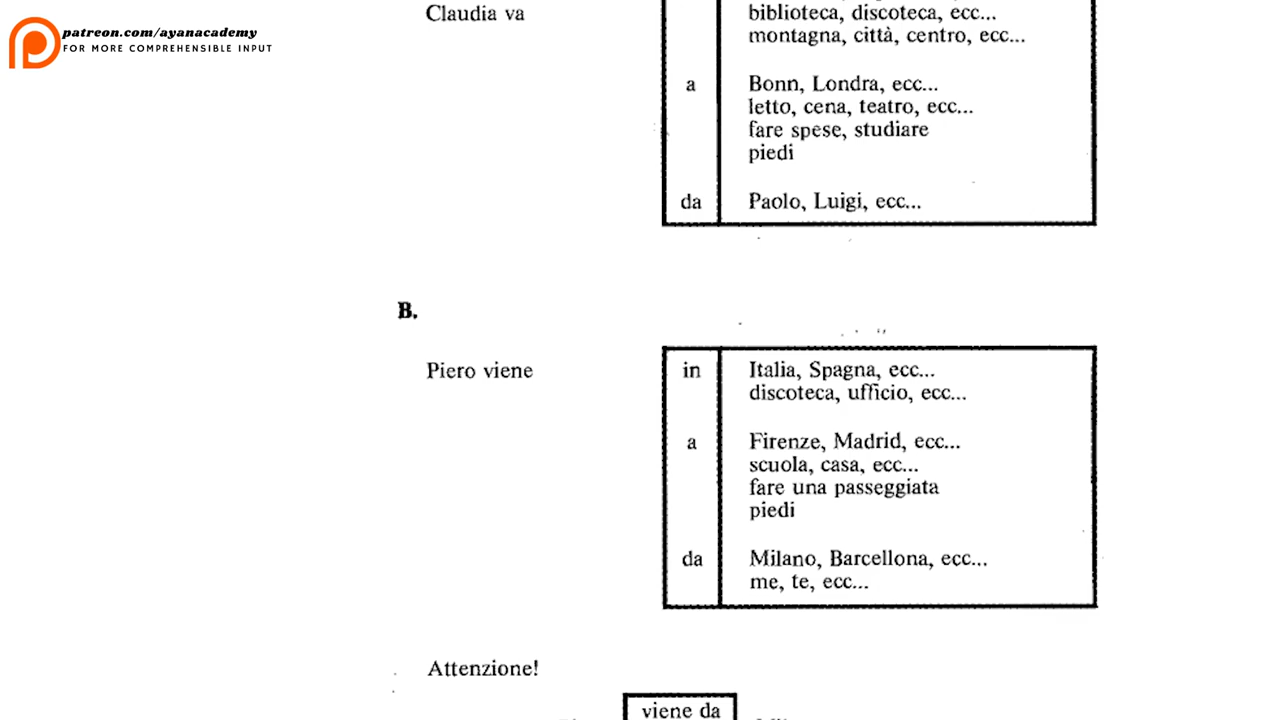 patreon.com/ayanacademy
FOR MORE COMPREHENSIBLE INPUT
Claudia va
biblioteca, discoteca, ecc...
montagna, città, centro, ecc...
a Bonn, Londra, ecc...
letto, cena, teatro, ecc...
fare spese, studiare
piedi
da Paolo, Luigi, ecc...
B.
Piero viene in Italia, Spagna, ecc...
discoteca, ufficio, ecc...
a Firenze, Madrid, ecc...
scuola, casa, ecc...
fare una passeggiata
piedi
da Milano, Barcellona, ecc...
me, te, ecc...
Attenzione!
viene da